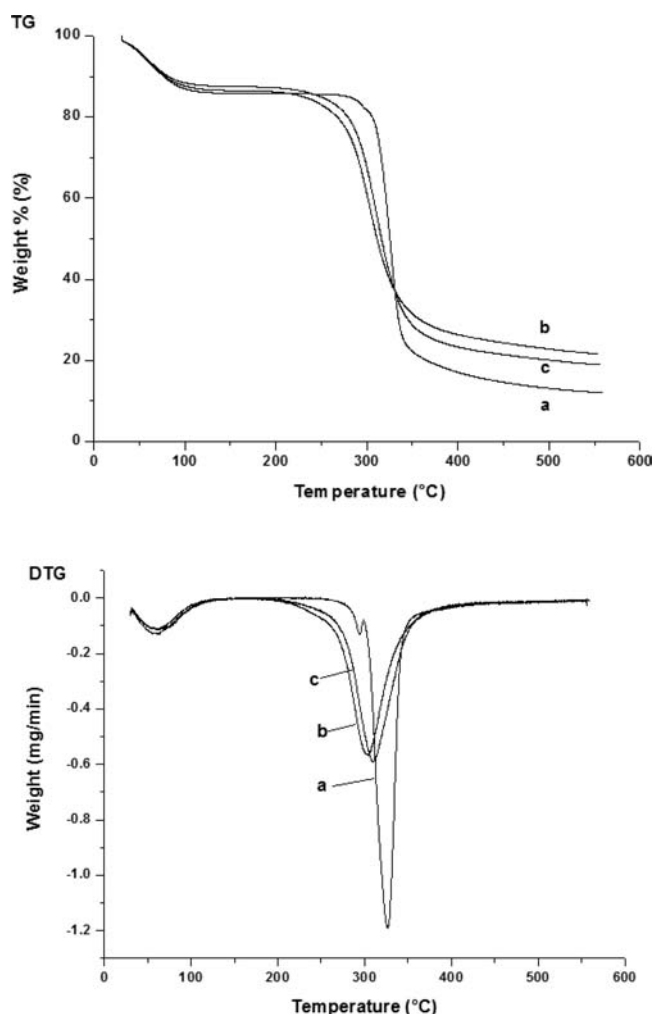 TG
100
80
60
40
20
0
Weight % (%)
b
c
a
0 100 200 300 400 500 600
Temperature (°C)
DTG
0.0
-0.2
-0.4
-0.6
-0.8
-1.0
-1.2
Weight (mg/min)
c
b
a
0 100 200 300 400 500 600
Temperature (°C)